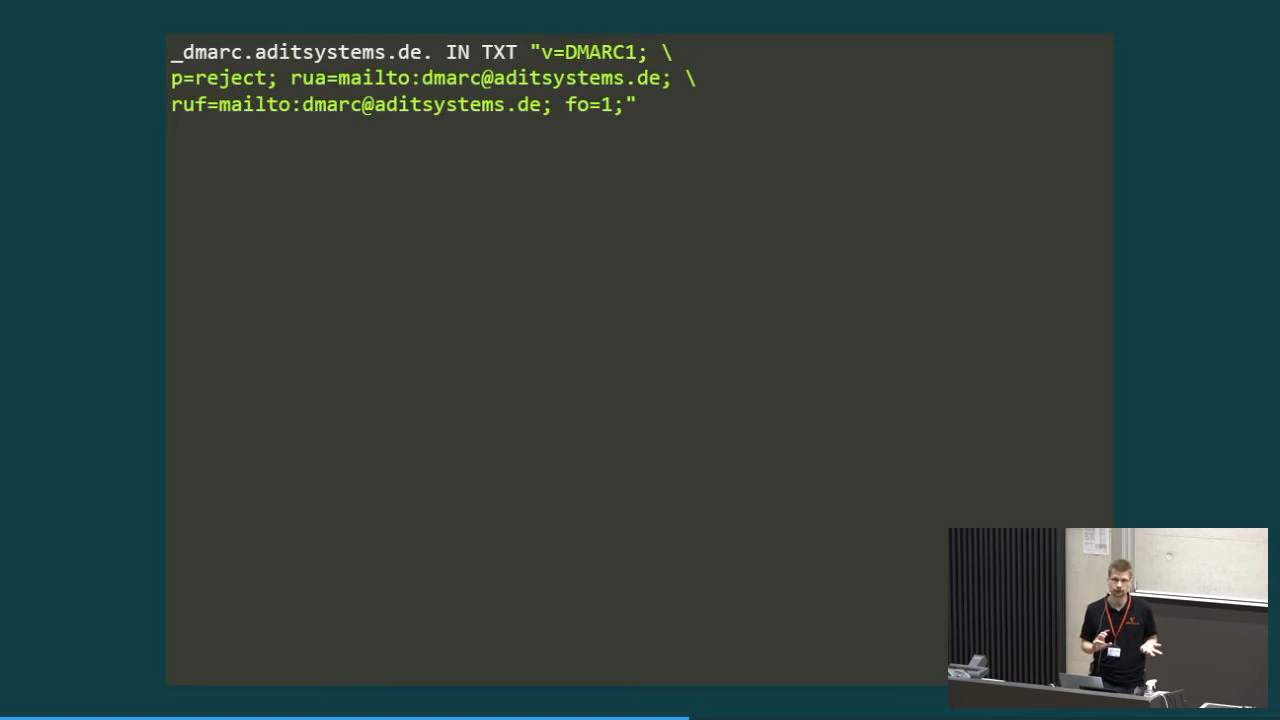 _dmarc.aditsystems.de. IN TXT "v=DMARC1; \
p=reject; rua=mailto:dmarc@aditsystems.de; \
ruf=mailto:dmarc@aditsystems.de; fo=1;"